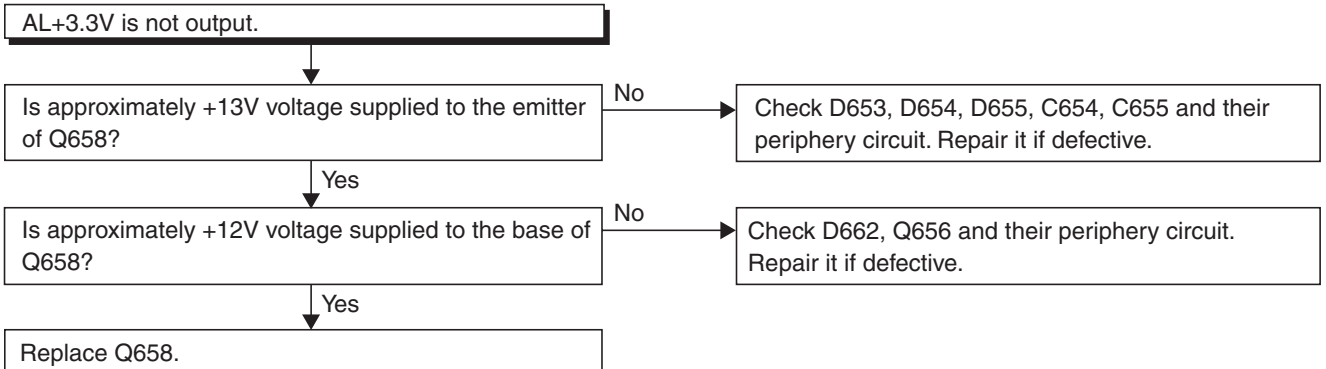 AL+3.3V is not output.
Is approximately +13V voltage supplied to the emitter
of Q658?
No
Check D653, D654, D655, C654, C655 and their
periphery circuit. Repair it if defective.
Yes
Is approximately +12V voltage supplied to the base of
Q658?
No
Check D662, Q656 and their periphery circuit.
Repair it if defective.
Yes
Replace Q658.